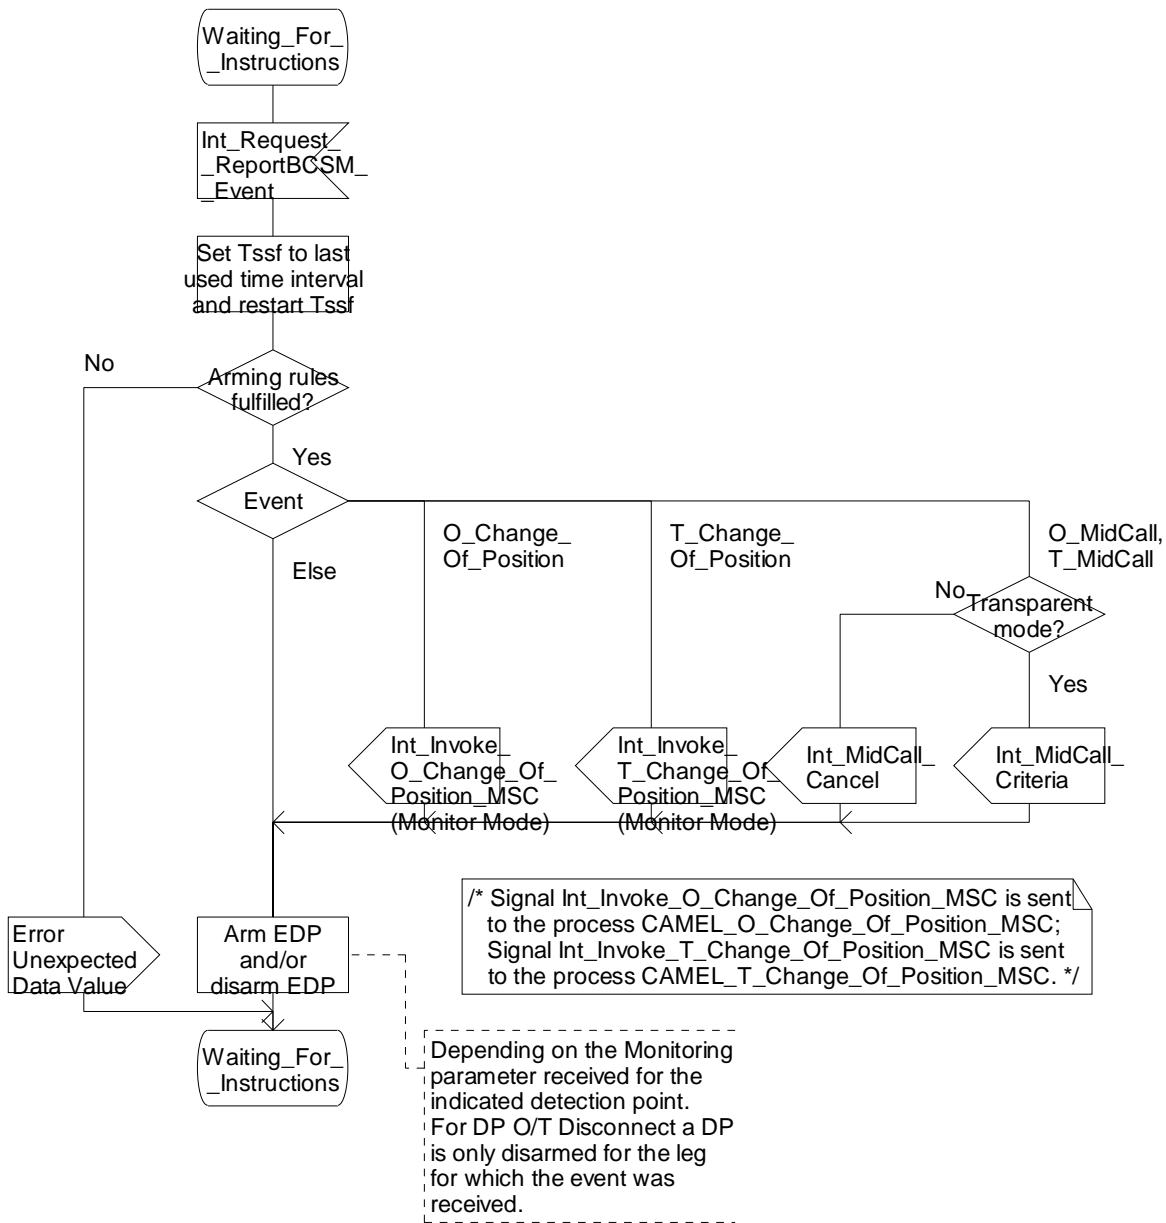 Waiting_For_
_Instructions
Int_Request_
_ReportBCSM_
_Event
Set Tssf to last
used time interval
and restart Tssf
No
Arming rules
fulfilled?
Yes
Event
O_Change_
Of_Position
T_Change_
Of_Position
O_MidCall,
T_MidCall
Else
No
Transparent
mode?
Yes
Int_Invoke_
O_Change_Of_
Position_MSC
(Monitor Mode)
Int_Invoke_
T_Change_Of_
Position_MSC
(Monitor Mode)
Int_MidCall_
Cancel
Int_MidCall_
Criteria
/* Signal Int_Invoke_O_Change_Of_Position_MSC is sent
to the process CAMEL_O_Change_Of_Position_MSC;
Signal Int_Invoke_T_Change_Of_Position_MSC is sent
to the process CAMEL_T_Change_Of_Position_MSC. */
Error
Unexpected
Data Value
Arm EDP
and/or
disarm EDP
Waiting_For_
_Instructions
Depending on the Monitoring
parameter received for the
indicated detection point.
For DP O/T Disconnect a DP
is only disarmed for the leg
for which the event was
received.